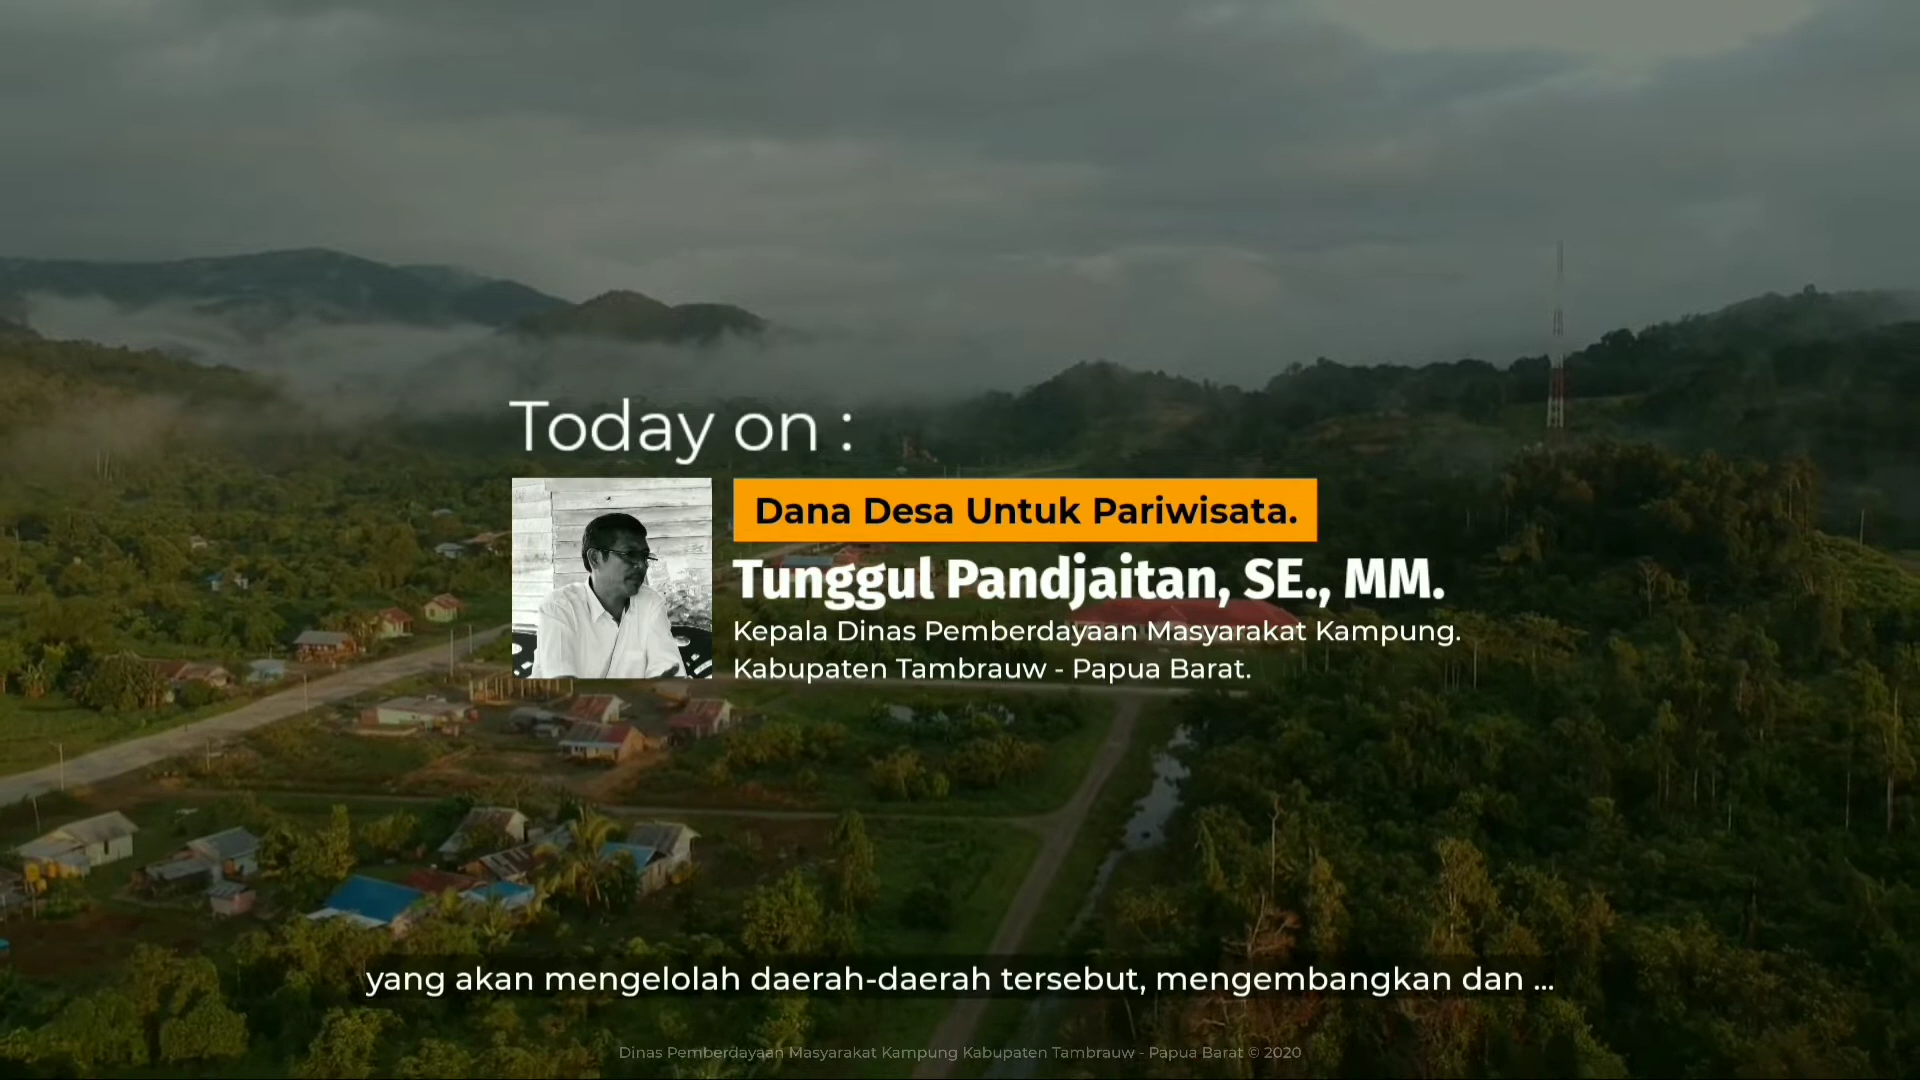 Today on :
Dana Desa Untuk Pariwisata.
Tunggul Pandjaitan, SE., MM.
Kepala Dinas Pemberdayaan Masyarakat Kampung.
Kabupaten Tambrauw - Papua Barat.
yang akan mengelolah daerah-daerah tersebut, mengembangkan dan ...
Dinas Pemberdayaan Masyarakat Kampung Kabupaten Tambrauw - Papua Barat © 2020